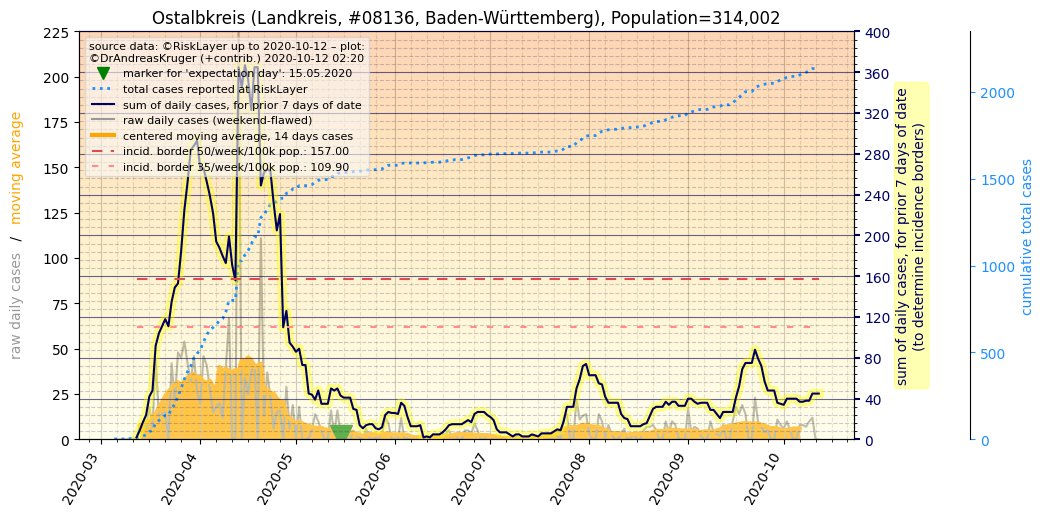 Ostalbkreis (Landkreis, #08136, Baden-Württemberg), Population=314,002
source data: ©RiskLayer up to 2020-10-12 – plot:
©DrAndreasKruger (+contrib.) 2020-10-12 02:20
marker for 'expectation day': 15.05.2020
total cases reported at RiskLayer
sum of daily cases, for prior 7 days of date
raw daily cases (weekend-flawed)
centered moving average, 14 days cases
incid. border 50/week/100k pop.: 157.00
incid. border 35/week/100k pop.: 109.90
raw daily cases / moving average
225
200
175
150
125
100
75
50
25
0
400
360
320
280
240
200
160
120
80
40
0
sum of daily cases, for prior 7 days of date
(to determine incidence borders)
2000
1500
1000
500
0
cumulative total cases
2020-03
2020-04
2020-05
2020-06
2020-07
2020-08
2020-09
2020-10